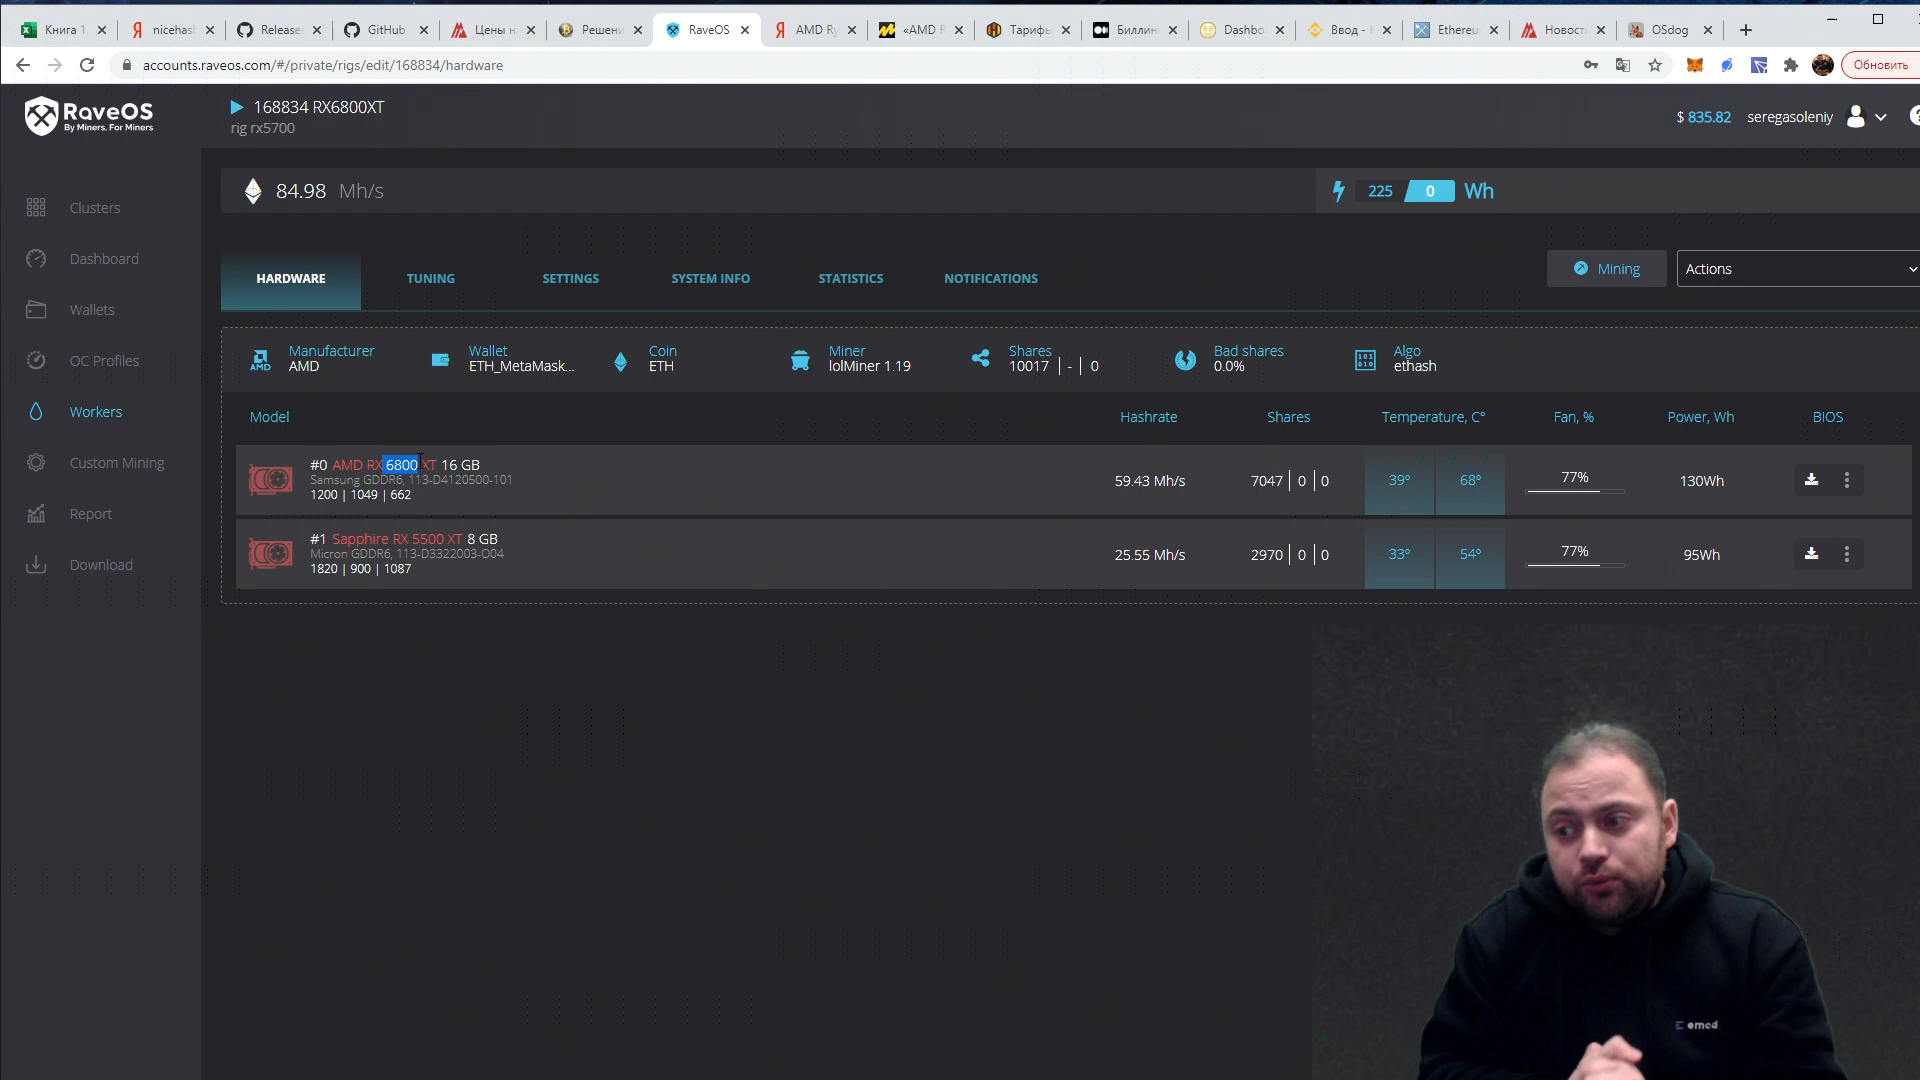 Книга 1.
nicehas
Release
GitHub
Цены н
Решени
RaveOS
AMD Ry
«AMD R
Тарифы
Биллин
Dashbo
Ввод -
Ethereu
Новост
OSdog
accounts.raveos.com/#/private/rigs/edit/168834/hardware
Обновить
RaveOS
By Miners. For Miners
168834 RX6800XT
rig rx5700
$ 835.82 seregasoleniy
84.98 Mh/s
225 0 Wh
Clusters
Dashboard
Wallets
OC Profiles
Workers
Custom Mining
Report
Download
HARDWARE TUNING SETTINGS SYSTEM INFO STATISTICS NOTIFICATIONS
Mining
Actions
Manufacturer
AMD
Wallet
ETH_MetaMask...
Coin
ETH
Miner
lolMiner 1.19
Shares
10017 | - | 0
Bad shares
0.0%
Algo
ethash
Model Hashrate Shares Temperature, C° Fan, % Power, Wh BIOS
#0 AMD RX 6800 XT 16 GB
Samsung GDDR6, 113-D4120500-101
1200 | 1049 | 662
59.43 Mh/s 7047 | 0 | 0 39° 68° 77% 130Wh
#1 Sapphire RX 5500 XT 8 GB
Micron GDDR6, 113-D3322003-O04
1820 | 900 | 1087
25.55 Mh/s 2970 | 0 | 0 33° 54° 77% 95Wh
emcd